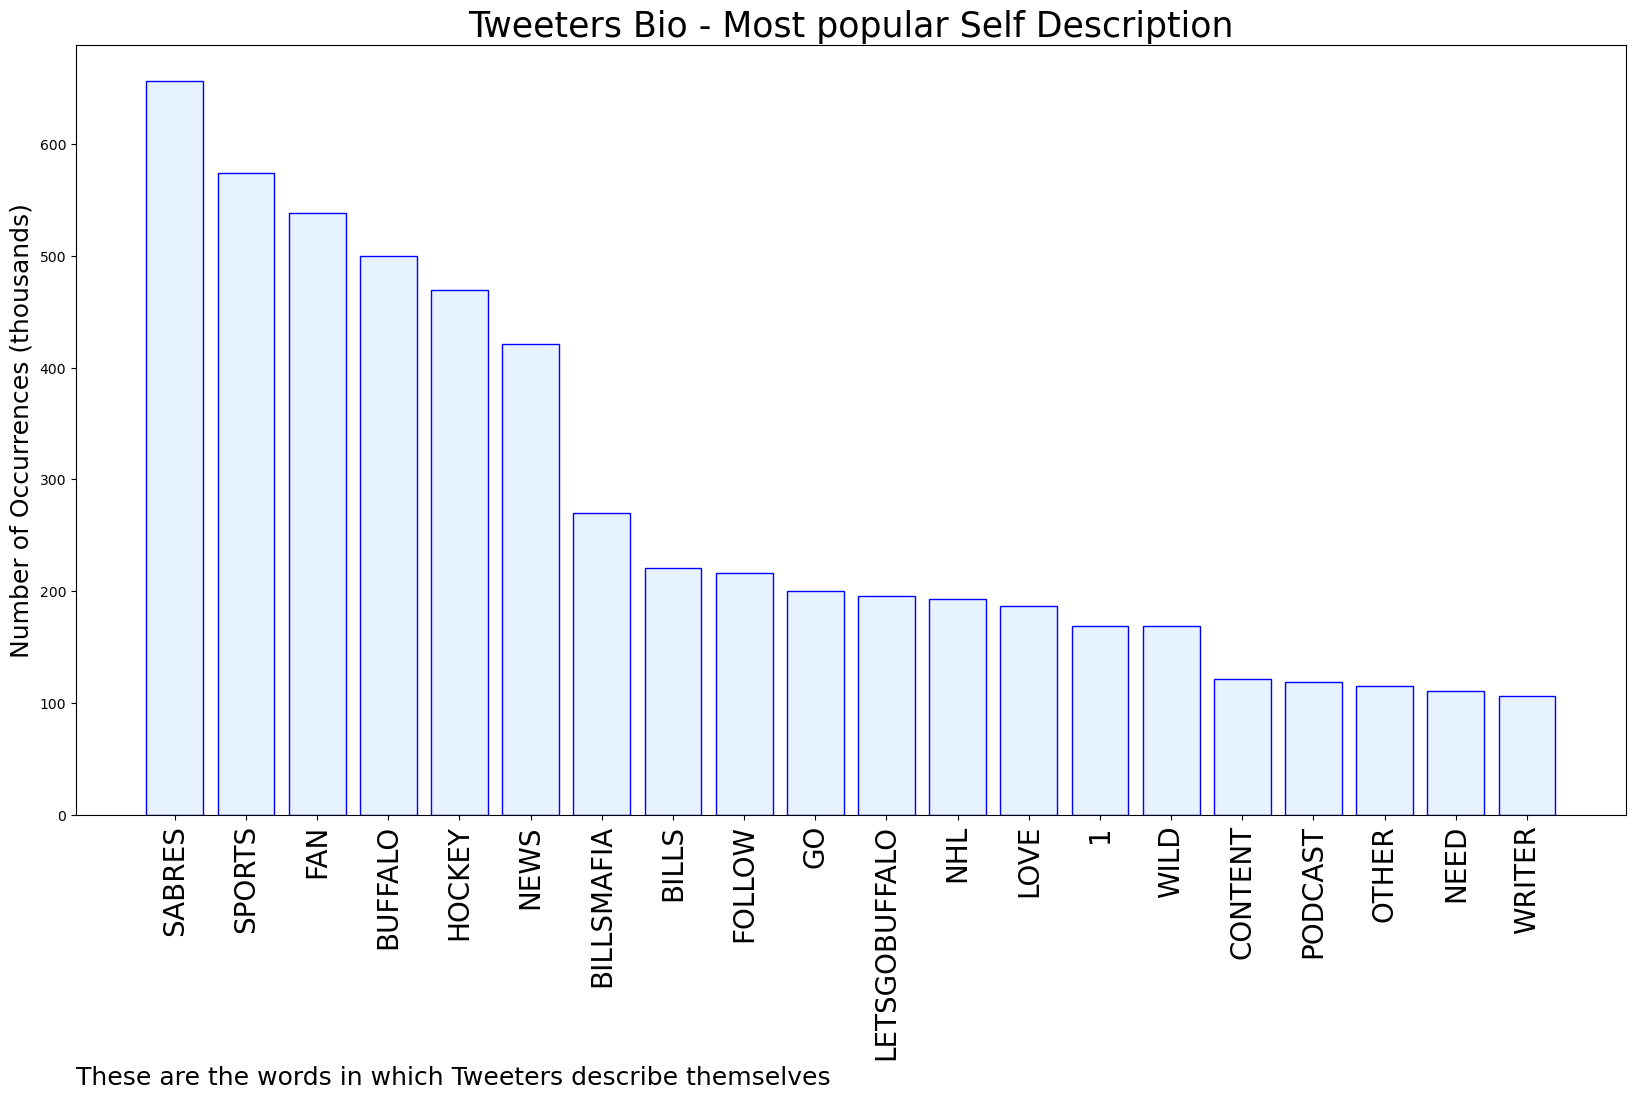 Tweeters Bio - Most popular Self Description
Number of Occurrences (thousands)
600
500
400
300
200
100
0
SABRES
SPORTS
FAN
BUFFALO
HOCKEY
NEWS
BILLSMAFIA
BILLS
FOLLOW
GO
LETSGOBUFFALO
NHL
LOVE
1
WILD
CONTENT
PODCAST
OTHER
NEED
WRITER
These are the words in which Tweeters describe themselves